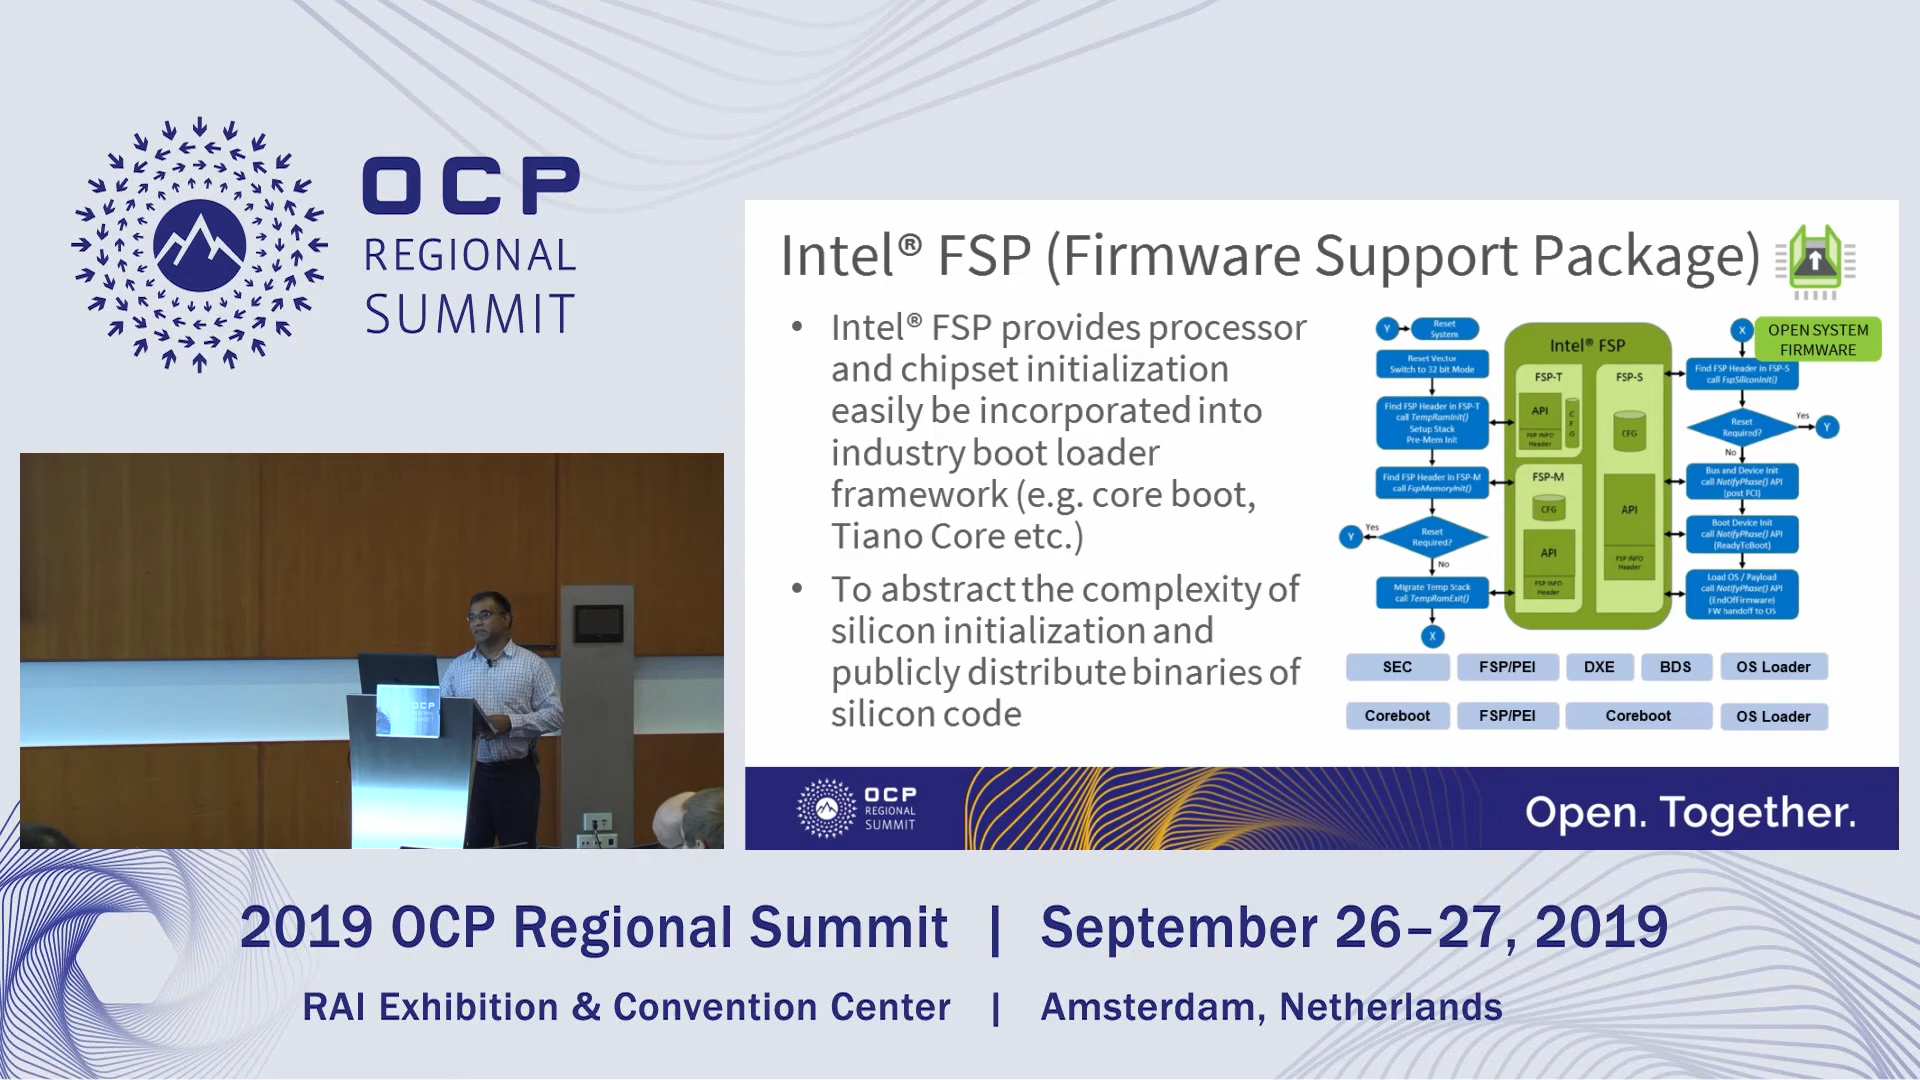 OCP
REGIONAL
SUMMIT
Intel® FSP (Firmware Support Package)
• Intel® FSP provides processor
and chipset initialization
easily be incorporated into
industry boot loader
framework (e.g. core boot,
Tiano Core etc.)
• To abstract the complexity of
silicon initialization and
publicly distribute binaries of
silicon code
OPEN SYSTEM
FIRMWARE
Y
Reset
System
Reset Vector
Switch to 32 bit Mode
Find FSP Header in FSP-T
call TempRamInit()
Setup Stack
Pre-Mem Init
Find FSP Header in FSP-M
call FspMemoryInit()
Yes
Y
Reset
Required?
No
Migrate Temp Stack
call TempRamExit()
X
Intel® FSP
FSP-T
API
CFG
FSP INFO
Header
FSP-M
CFG
API
FSP INFO
Header
FSP-S
CFG
API
FSP INFO
Header
X
Find FSP Header in FSP-S
call FspSiliconInit()
Reset
Required?
Yes
Y
No
Bus and Device Init
call NotifyPhase() API
(post PCI)
Boot Device Init
call NotifyPhase() API
(ReadyToBoot)
Load OS / Payload
call NotifyPhase() API
(EndOfFirmware)
FW handoff to OS
SEC FSP/PEI DXE BDS OS Loader
Coreboot FSP/PEI Coreboot OS Loader
OCP
REGIONAL
SUMMIT
Open. Together.
OCP
REGIONAL
SUMMIT
2019 OCP Regional Summit | September 26–27, 2019
RAI Exhibition & Convention Center | Amsterdam, Netherlands